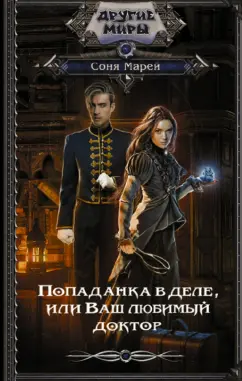 ДРУГИЕ
МИРЫ
Соня Марей
Попаданка в деле,
или Ваш любимый
доктор